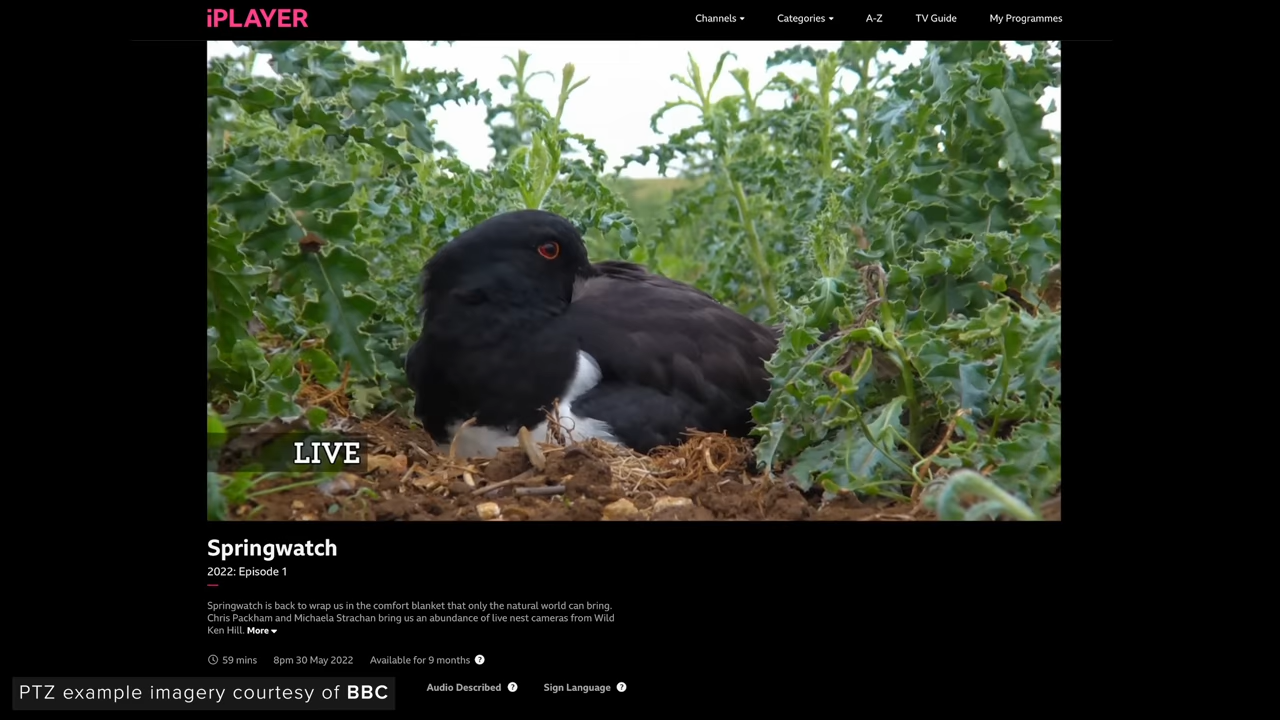 iPLAYER
Channels Categories A-Z TV Guide My Programmes
LIVE
Springwatch
2022: Episode 1
Springwatch is back to wrap us in the comfort blanket that only the natural world can bring.
Chris Packham and Michaela Strachan bring us an abundance of live nest cameras from Wild
Ken Hill. More
59 mins 8pm 30 May 2022 Available for 9 months ?
Audio Described ? Sign Language ?
PTZ example imagery courtesy of BBC